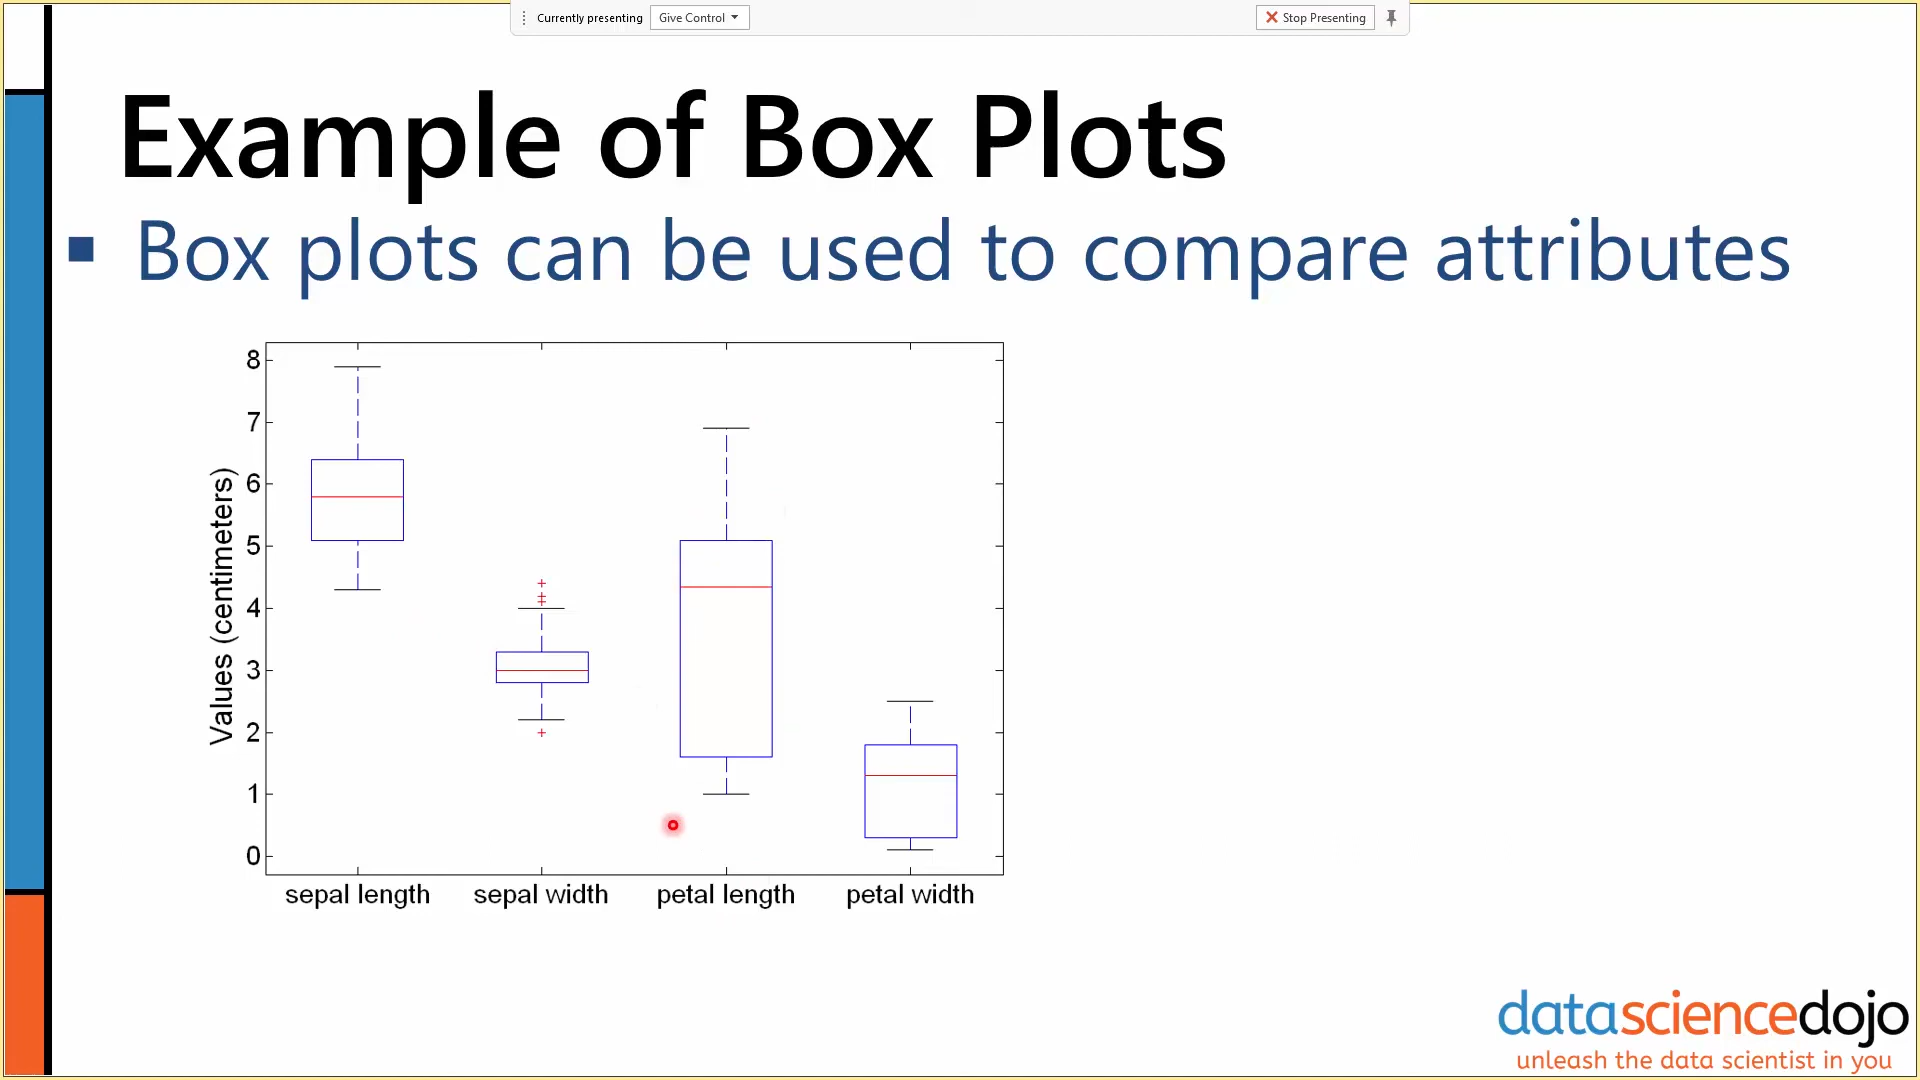 Currently presenting
Give Control
Stop Presenting
Example of Box Plots
Box plots can be used to compare attributes
Values (centimeters)
8
7
6
5
4
3
2
1
0
sepal length sepal width petal length petal width
datasciencedojo
unleash the data scientist in you